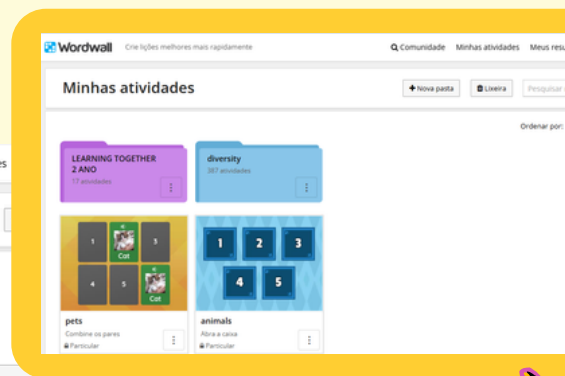 Wordwall Crie lições melhores mais rapidamente
Comunidade Minhas atividades Meus resu
Minhas atividades
+ Nova pasta Lixeira Pesquisar
Ordenar por:
LEARNING TOGETHER
2 ANO
17 atividades
diversity
387 atividades
1 Cat 3
4 5 Cat
1 2 3
4 5
pets
Combine os pares
Particular
animals
Abra a caixa
Particular
es